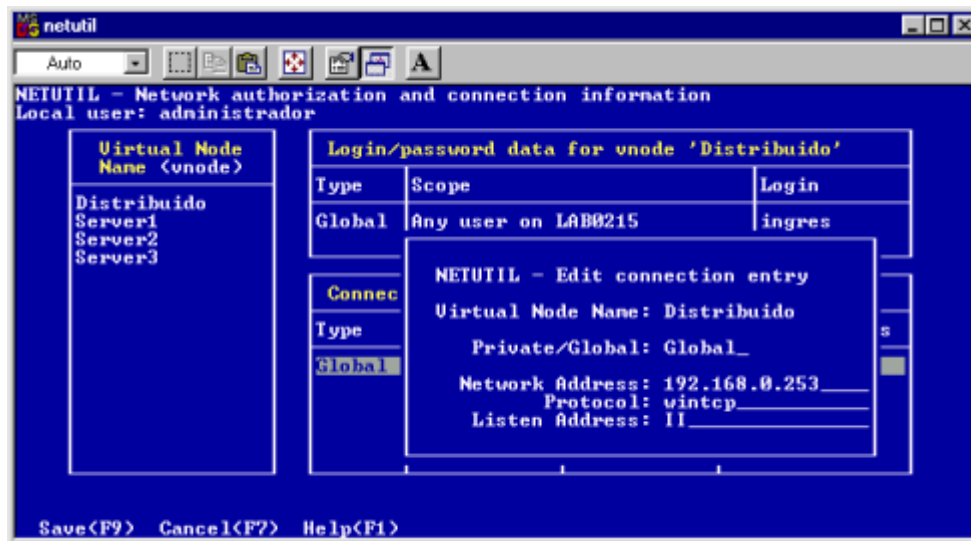 netutil
Auto
A
NETUTIL - Network authorization and connection information
Local user: administrador
Virtual Node
Name (vnode)
Distribuido
Server1
Server2
Server3
Login/password data for vnode 'Distribuido'
Type Scope Login
Global Any user on LAB0215 ingres
Connec
Type s
Global
NETUTIL - Edit connection entry
Virtual Node Name: Distribuido
Private/Global: Global_
Network Address: 192.168.0.253_____
Protocol: wintcp____________
Listen Address: II________________
Save(F9) Cancel(F7) Help(F1)